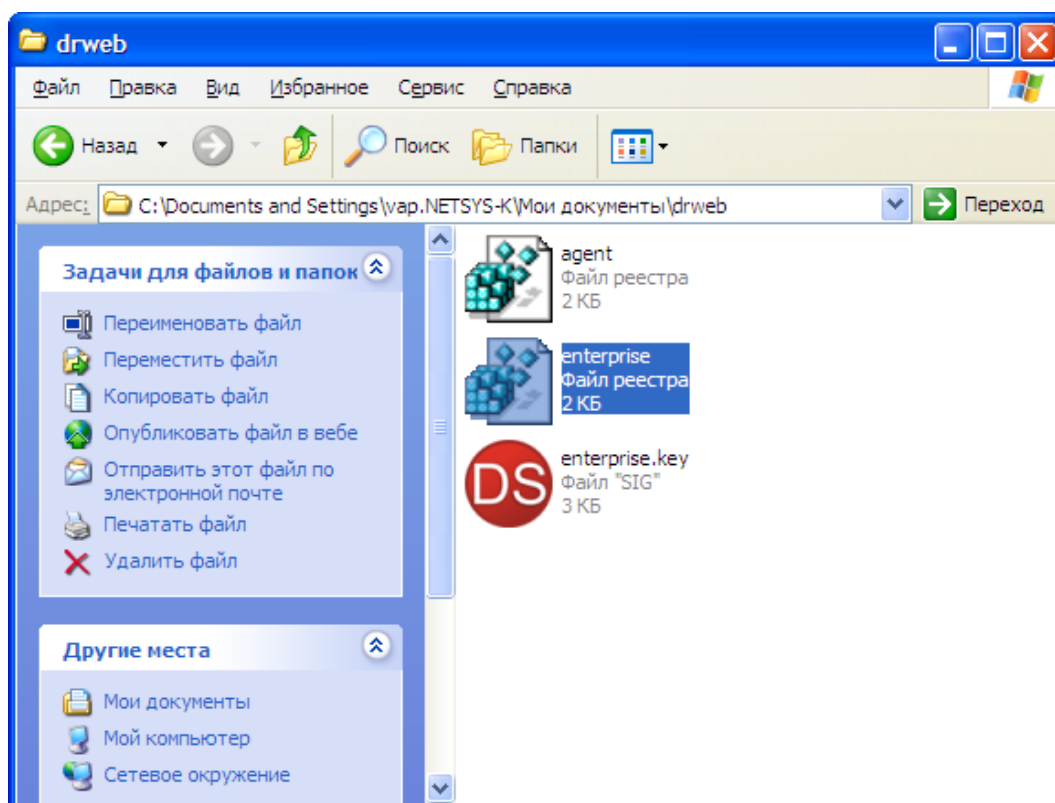 drweb
Файл Правка Вид Избранное Сервис Справка
Назад Поиск Папки
Адрес: C:\Documents and Settings\vap.NETSYS-K\Мои документы\drweb Переход
Задачи для файлов и папок
Переименовать файл
Переместить файл
Копировать файл
Опубликовать файл в вебе
Отправить этот файл по
электронной почте
Печатать файл
Удалить файл
Другие места
Мои документы
Мой компьютер
Сетевое окружение
agent
Файл реестра
2 КБ
enterprise
Файл реестра
2 КБ
DS
enterprise.key
Файл "SIG"
3 КБ